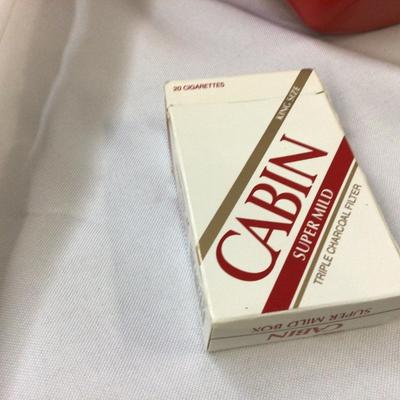 20 CIGARETTES
KING SIZE
CABIN
SUPER MILD
TRIPLE CHARCOAL FILTER
CABIN
SUPER MILD BOX